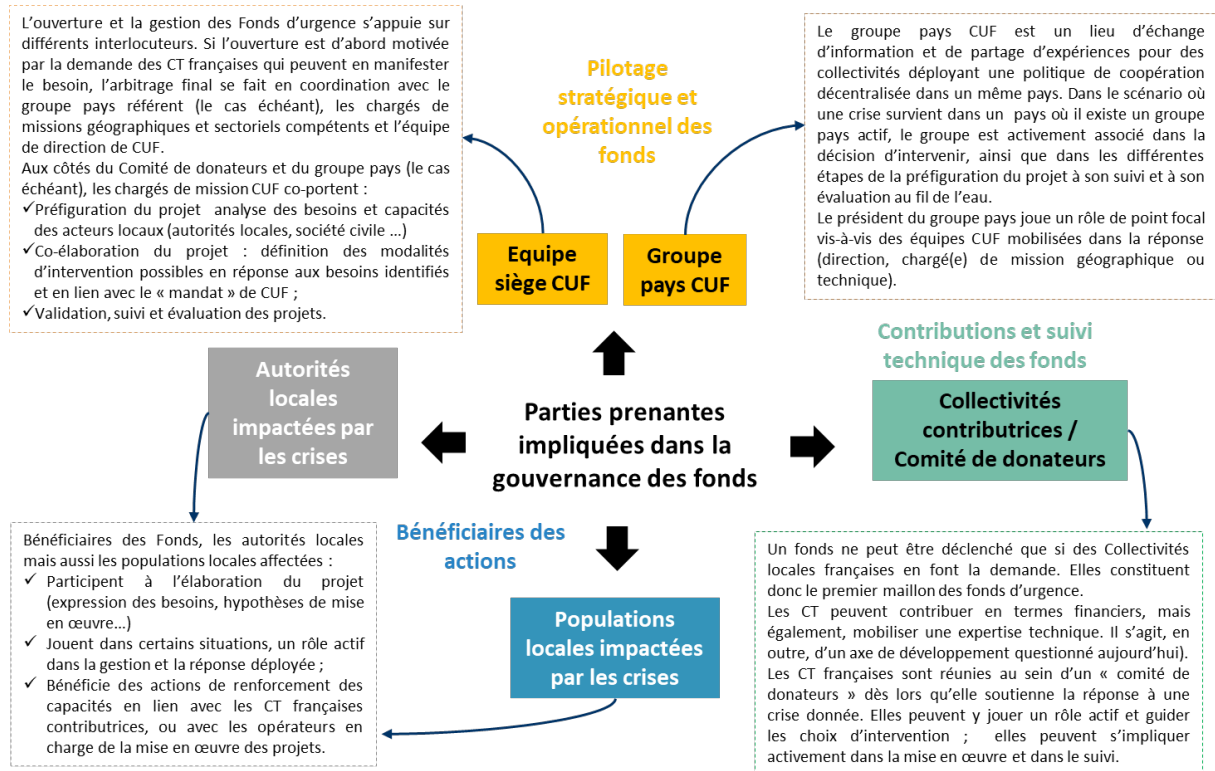 L’ouverture et la gestion des Fonds d’urgence s’appuie sur
différents interlocuteurs. Si l’ouverture est d’abord motivée
par la demande des CT françaises qui peuvent en manifester
le besoin, l’arbitrage final se fait en coordination avec le
groupe pays référent (le cas échéant), les chargés de
missions géographiques et sectoriels compétents et l’équipe
de direction de CUF.
Aux côtés du Comité de donateurs et du groupe pays (le cas
échéant), les chargés de mission CUF co-portent :
✓Préfiguration du projet analyse des besoins et capacités
des acteurs locaux (autorités locales, société civile ...)
✓Co-élaboration du projet : définition des modalités
d’intervention possibles en réponse aux besoins identifiés
et en lien avec le « mandat » de CUF ;
✓Validation, suivi et évaluation des projets.
Pilotage
stratégique et
opérationnel des
fonds
Le groupe pays CUF est un lieu d’échange
d’information et de partage d’expériences pour des
collectivités déployant une politique de coopération
décentralisée dans un même pays. Dans le scénario où
une crise survient dans un pays où il existe un groupe
pays actif, le groupe est activement associé dans la
décision d’intervenir, ainsi que dans les différentes
étapes de la préfiguration du projet à son suivi et à son
évaluation au fil de l’eau.
Le président du groupe pays joue un rôle de point focal
vis-à-vis des équipes CUF mobilisées dans la réponse
(direction, chargé(e) de mission géographique ou
technique).
Equipe
siège CUF
Groupe
pays CUF
Autorités
locales
impactées par
les crises
Parties prenantes
impliquées dans la
gouvernance des fonds
Contributions et suivi
technique des fonds
Collectivités
contributrices /
Comité de donateurs
Bénéficiaires des Fonds, les autorités locales
mais aussi les populations locales affectées :
✓ Participent à l’élaboration du projet
(expression des besoins, hypothèses de mise
en œuvre...)
✓ Jouent dans certains situations, un rôle actif
dans la gestion et la réponse déployée ;
✓ Bénéficie des actions de renforcement des
capacités en lien avec les CT françaises
contributrices, ou avec les opérateurs en
charge de la mise en œuvre des projets.
Bénéficiaires des
actions
Populations
locales impactées
par les crises
Un fonds ne peut être déclenché que si des Collectivités
locales françaises en font la demande. Elles constituent
donc le premier maillon des fonds d’urgence.
Les CT peuvent contribuer en termes financiers, mais
également, mobiliser une expertise technique. Il s’agit, en
outre, d’un axe de développement questionné aujourd’hui).
Les CT françaises sont réunies au sein d’un « comité de
donateurs » dès lors qu’elle soutienne la réponse à une
crise donnée. Elles peuvent y jouer un rôle actif et guider
les choix d’intervention ; elles peuvent s’impliquer
activement dans la mise en œuvre et dans le suivi.